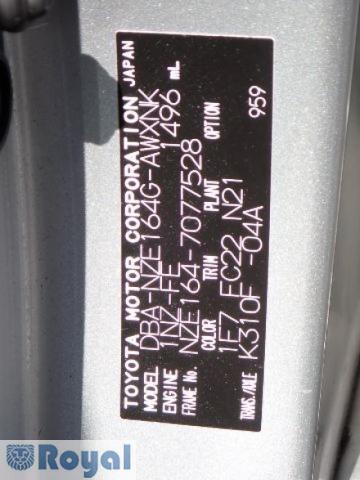 TOYOTA MOTOR CORPORATION JAPAN
MODEL DBA-NZE164G-AWXNK
ENGINE 1NZ-FE 1496 mL
FRAME No. NZE164-7077528
COLOR TRIM PLANT OPTION
1E7 FC22 N21 959
TRANS./AXLE K310F -04A
Royal